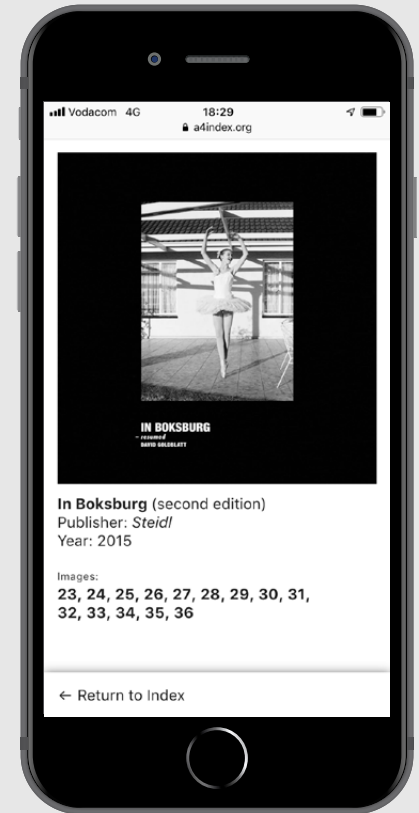 Vodacom 4G 18:29
a4index.org
IN BOKSBURG
– resumed
DAVID GOLDBLATT
In Boksburg (second edition)
Publisher: Steidl
Year: 2015
Images:
23, 24, 25, 26, 27, 28, 29, 30, 31,
32, 33, 34, 35, 36
← Return to Index